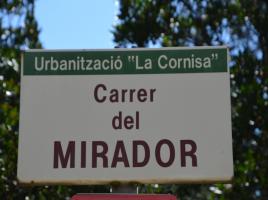 Urbanització "La Cornisa"
Carrer
del
MIRADOR